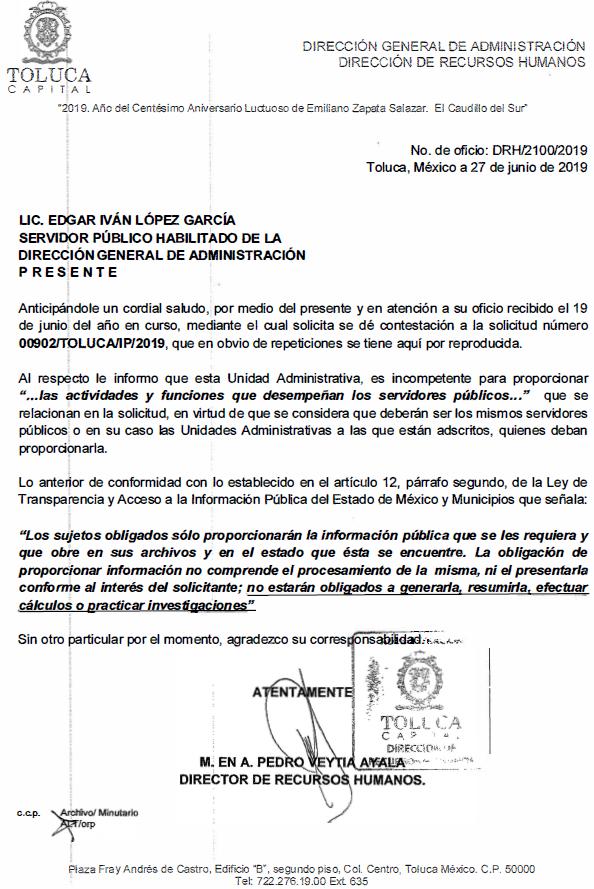 TOLUCA
CAPITAL
DIRECCIÓN GENERAL DE ADMINISTRACIÓN
DIRECCIÓN DE RECURSOS HUMANOS
"2019. Año del Centésimo Aniversario Luctuoso de Emiliano Zapata Salazar. El Caudillo del Sur"
No. de oficio: DRH/2100/2019
Toluca, México a 27 de junio de 2019
LIC. EDGAR IVÁN LÓPEZ GARCÍA
SERVIDOR PÚBLICO HABILITADO DE LA
DIRECCIÓN GENERAL DE ADMINISTRACIÓN
P R E S E N T E
Anticipándole un cordial saludo, por medio del presente y en atención a su oficio recibido el 19
de junio del año en curso, mediante el cual solicita se dé contestación a la solicitud número
00902/TOLUCA/IP/2019, que en obvio de repeticiones se tiene aquí por reproducida.
Al respecto le informo que esta Unidad Administrativa, es incompetente para proporcionar
"...las actividades y funciones que desempeñan los servidores públicos..." que se
relacionan en la solicitud, en virtud de que se considera que deberán ser los mismos servidores
públicos o en su caso las Unidades Administrativas a las que están adscritos, quienes deban
proporcionarla.
Lo anterior de conformidad con lo establecido en el artículo 12, párrafo segundo, de la Ley de
Transparencia y Acceso a la Información Pública del Estado de México y Municipios que señala:
"Los sujetos obligados sólo proporcionarán la información pública que se les requiera y
que obre en sus archivos y en el estado que ésta se encuentre. La obligación de
proporcionar información no comprende el procesamiento de la misma, ni el presentarla
conforme al interés del solicitante; no estarán obligados a generarla, resumirla, efectuar
cálculos o practicar investigaciones"
Sin otro particular por el momento, agradezco su corresponsabilidad.
ATENTAMENTE
TOLUCA
CAPITAL
DIRECCIÓN DE
M. EN A. PEDRO VEYTIA AYALA
DIRECTOR DE RECURSOS HUMANOS.
c.c.p. Archivo/ Minutario
/orp
Plaza Fray Andrés de Castro, Edificio "B", segundo piso, Col. Centro, Toluca México. C.P. 50000
Tel: 722.276.19.00 Ext. 635